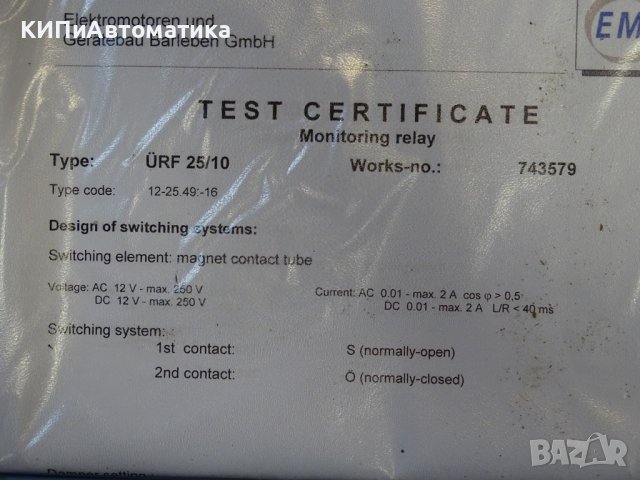 КИПиАвтоматика
Elektromotoren und
Gerätebau Barleben GmbH
EM
TEST CERTIFICATE
Monitoring relay
Type: ÜRF 25/10 Works-no.: 743579
Type code: 12-25.49:-16
Design of switching systems:
Switching element: magnet contact tube
Voltage: AC 12 V - max. 250 V Current: AC 0.01 - max. 2 A cos φ > 0,5
DC 12 V - max. 250 V DC 0.01 - max. 2 A L/R < 40 ms
Switching system:
1st contact: S (normally-open)
2nd contact: Ö (normally-closed)
Damper setting
bazar